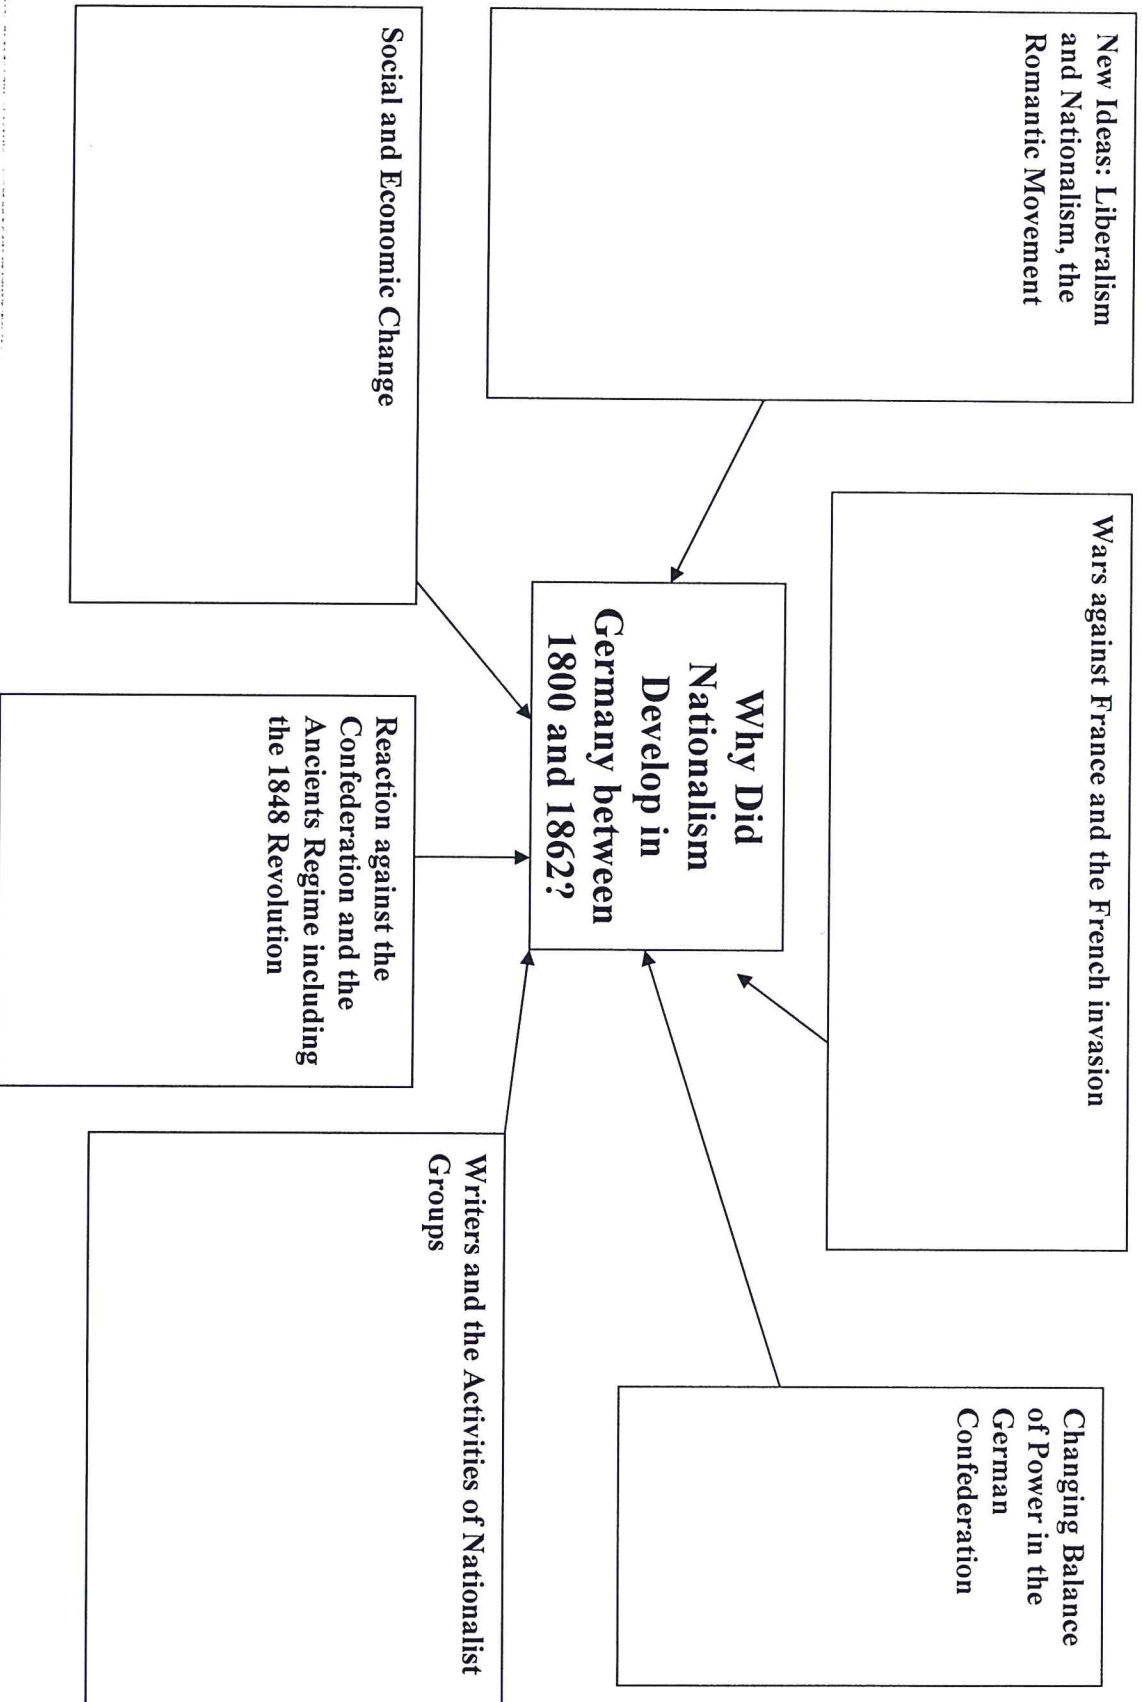 New Ideas: Liberalism
and Nationalism, the
Romantic Movement
Wars against France and the French invasion
Changing Balance
of Power in the
German
Confederation
Why Did
Nationalism
Develop in
Germany between
1800 and 1862?
Social and Economic Change
Reaction against the
Confederation and the
Ancients Regime including
the 1848 Revolution
Writers and the Activities of Nationalist
Groups